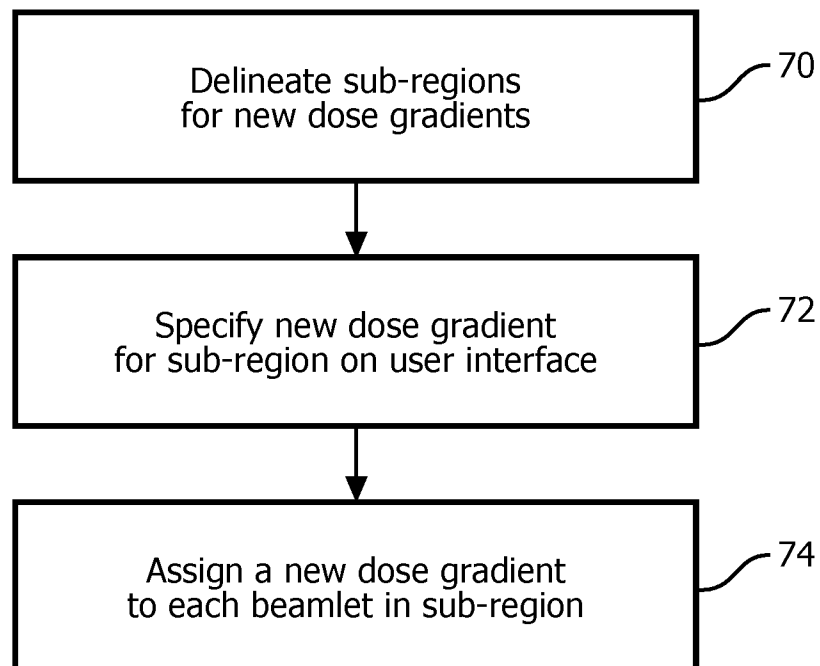 Delineate sub-regions
for new dose gradients
70
Specify new dose gradient
for sub-region on user interface
72
Assign a new dose gradient
to each beamlet in sub-region
74